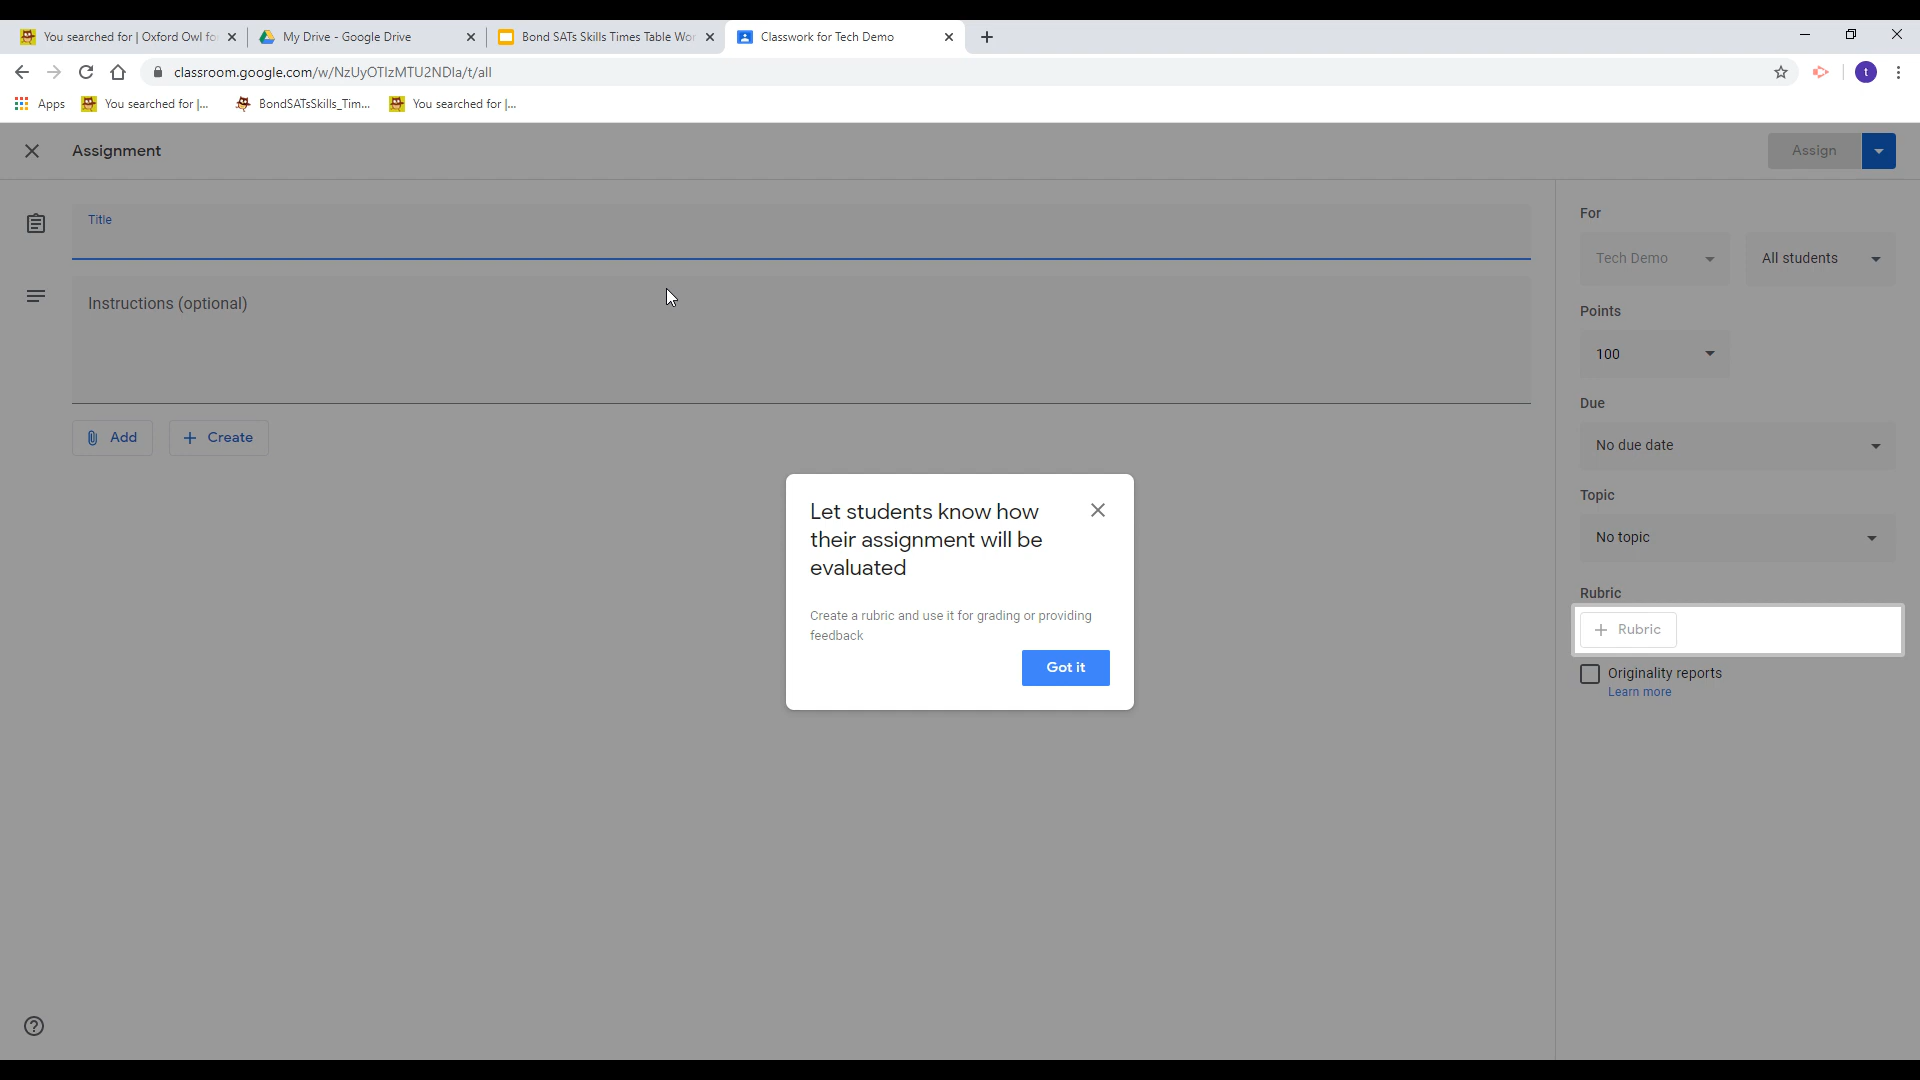 You searched for | Oxford Owl fo
My Drive - Google Drive
Bond SATs Skills Times Table Wor
Classwork for Tech Demo
classroom.google.com/w/NzUyOTIzMTU2NDIa/t/all
t
Apps
You searched for |...
BondSATsSkills_Tim...
You searched for |...
Assignment
Assign
Title
Instructions (optional)
Add
Create
For
Tech Demo
All students
Points
100
Due
No due date
Topic
No topic
Rubric
Rubric
Originality reports
Learn more
Let students know how
their assignment will be
evaluated
Create a rubric and use it for grading or providing
feedback
Got it